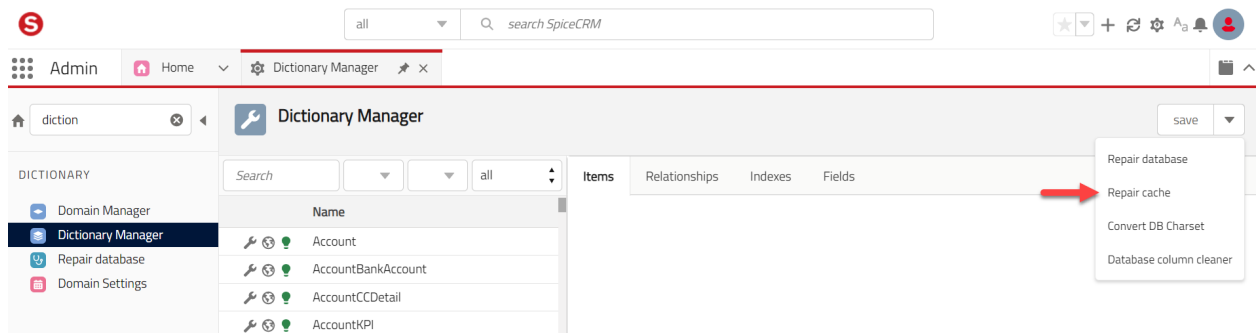 S
all
search SpiceCRM
Aa
Admin
Home
Dictionary Manager
diction
Dictionary Manager
save
Repair database
Repair cache
Convert DB Charset
Database column cleaner
DICTIONARY
Domain Manager
Dictionary Manager
Repair database
Domain Settings
Search
all
Items
Relationships
Indexes
Fields
Name
Account
AccountBankAccount
AccountCCDetail
AccountKPI